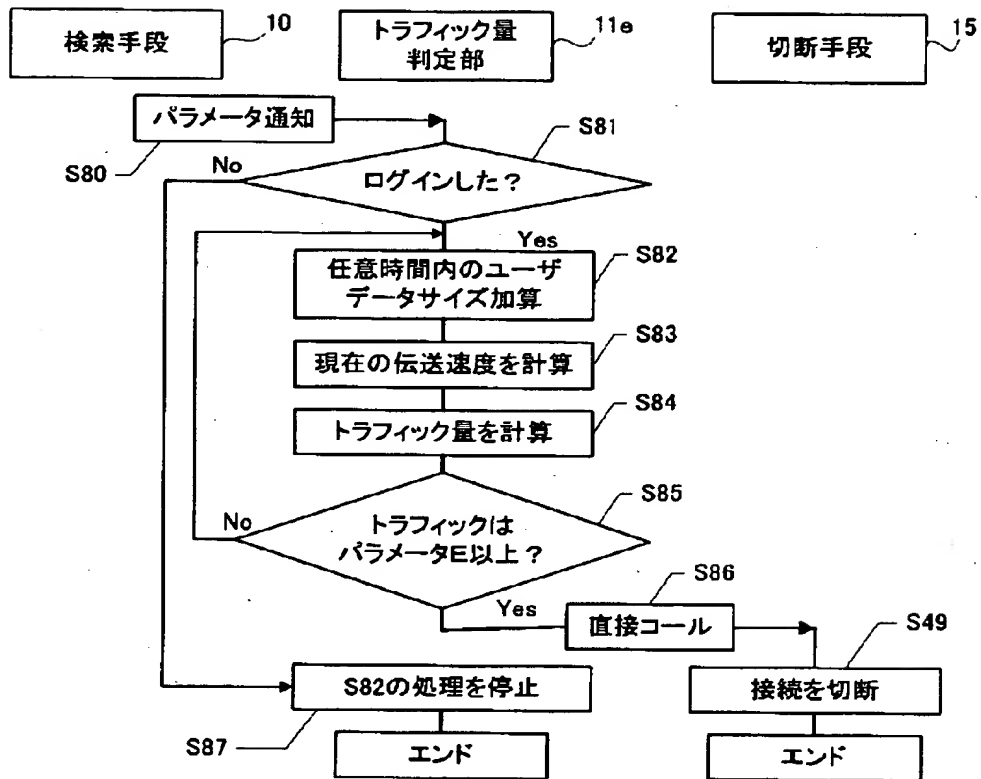 検索手段
10
トラフィック量
判定部
11e
切断手段
15
パラメータ通知
S80
S81
No
ログインした？
Yes
S82
任意時間内のユーザ
データサイズ加算
S83
現在の伝送速度を計算
S84
トラフィック量を計算
S85
No
トラフィックは
パラメータE以上？
Yes
S86
直接コール
S49
S82の処理を停止
接続を切断
S87
エンド
エンド